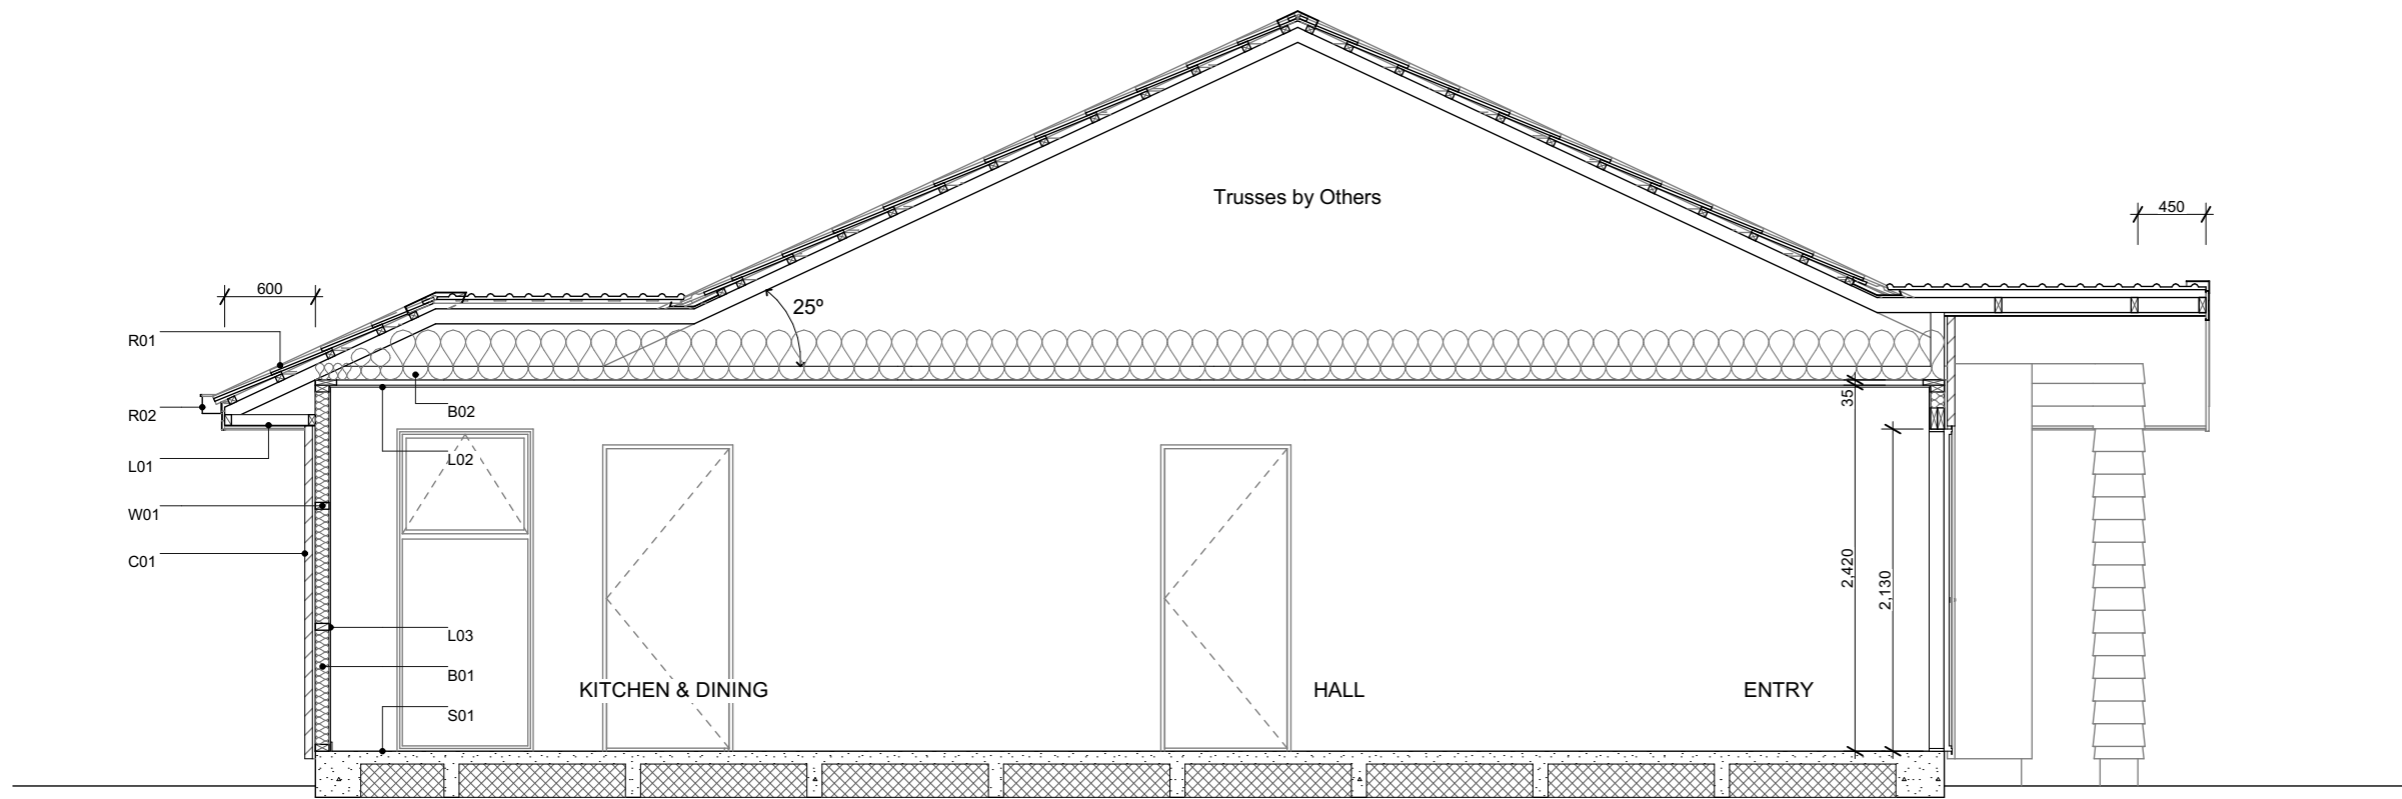 Trusses by Others
450
600
25º
R01
R02
B02
35
L01
L02
W01
C01
2,420
2,130
L03
B01
KITCHEN & DINING
HALL
ENTRY
S01